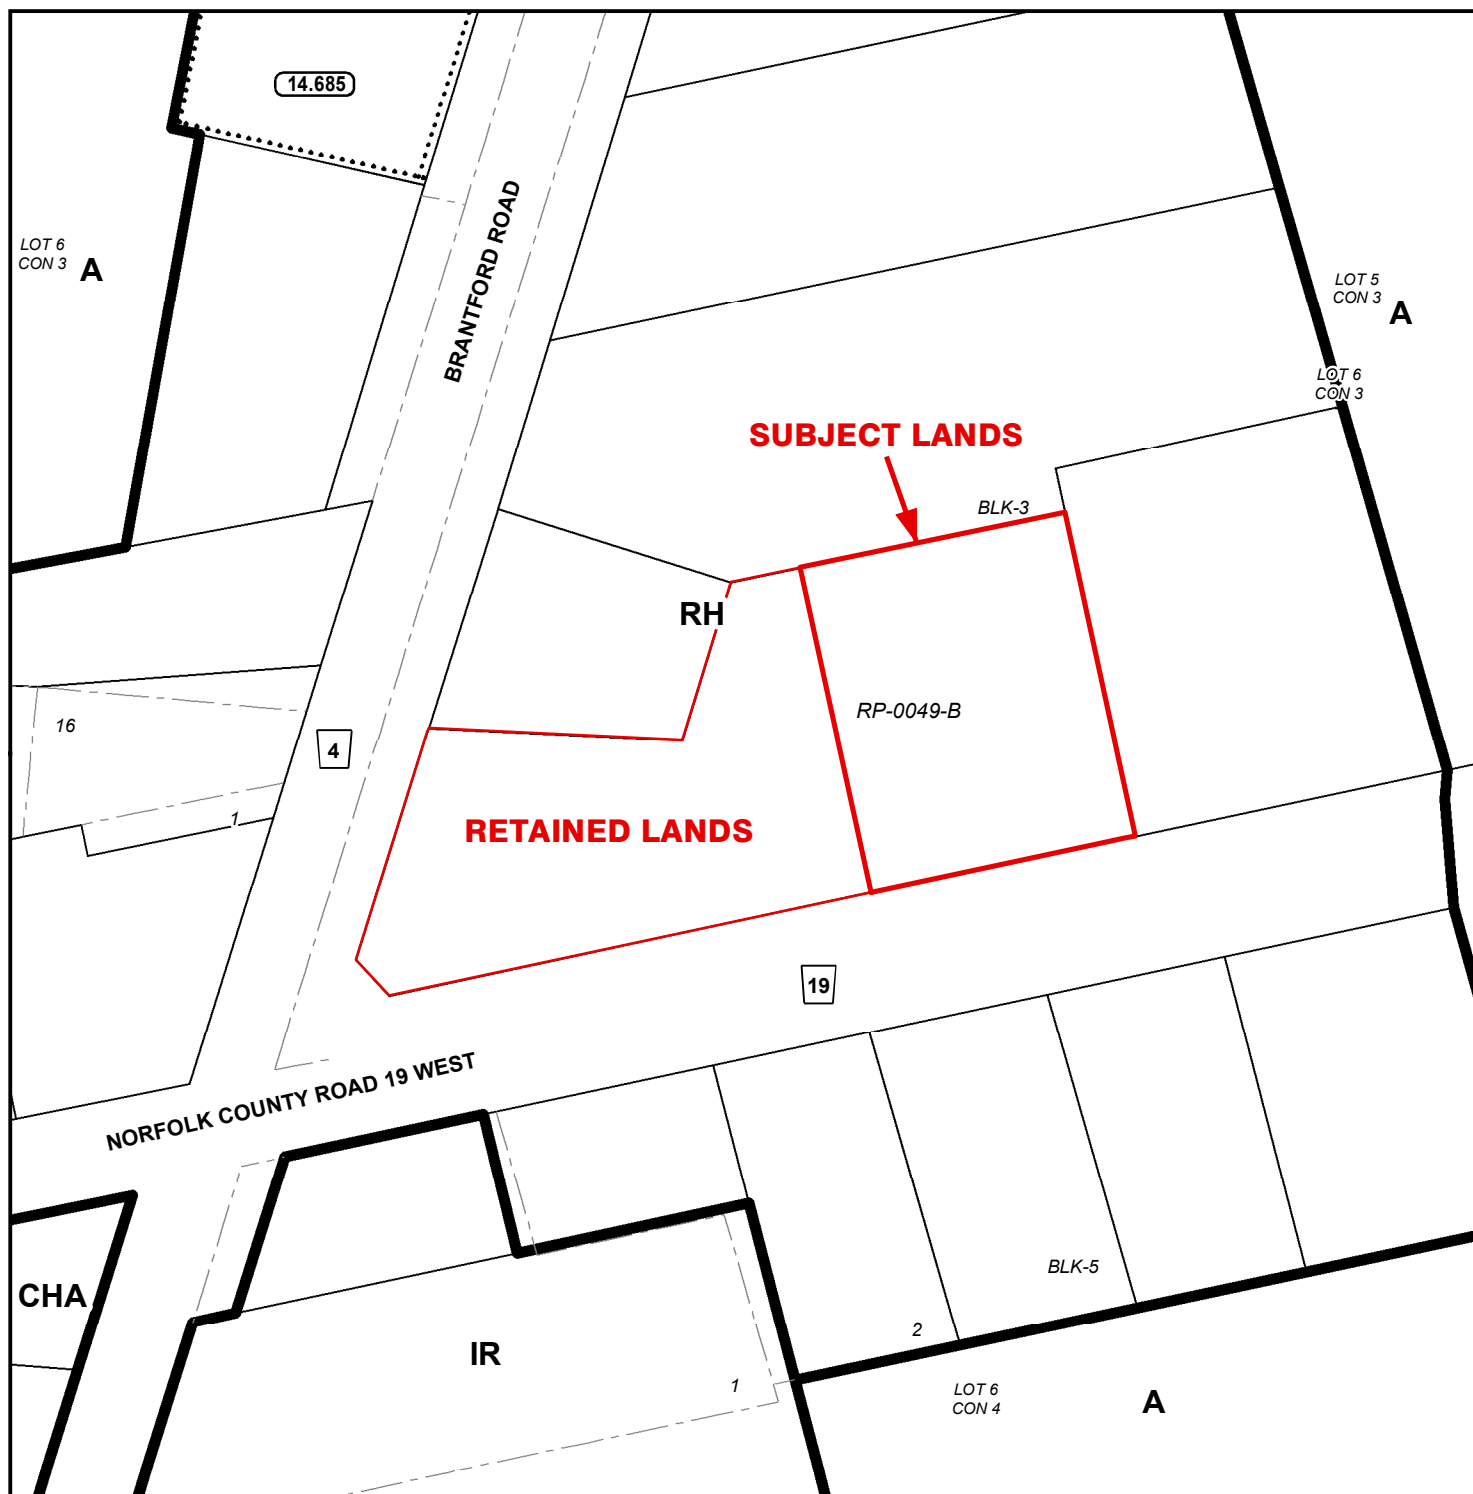 14.685
BRANTFORD ROAD
LOT 6
CON 3
A
LOT 5
CON 3
A
LOT 6
CON 3
SUBJECT LANDS
BLK-3
RH
RP-0049-B
16
4
1
RETAINED LANDS
19
NORFOLK COUNTY ROAD 19 WEST
CHA
IR
BLK-5
2
1
LOT 6
CON 4
A